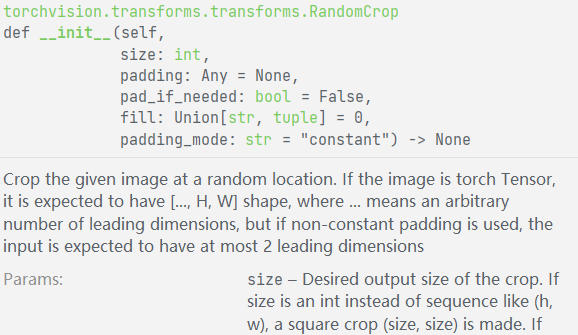 torchvision.transforms.transforms.RandomCrop
def __init__(self,
             size: int,
             padding: Any = None,
             pad_if_needed: bool = False,
             fill: Union[str, tuple] = 0,
             padding_mode: str = "constant") -> None
Crop the given image at a random location. If the image is torch Tensor,
it is expected to have [..., H, W] shape, where ... means an arbitrary
number of leading dimensions, but if non-constant padding is used, the
input is expected to have at most 2 leading dimensions
Params: size – Desired output size of the crop. If
size is an int instead of sequence like (h,
w), a square crop (size, size) is made. If